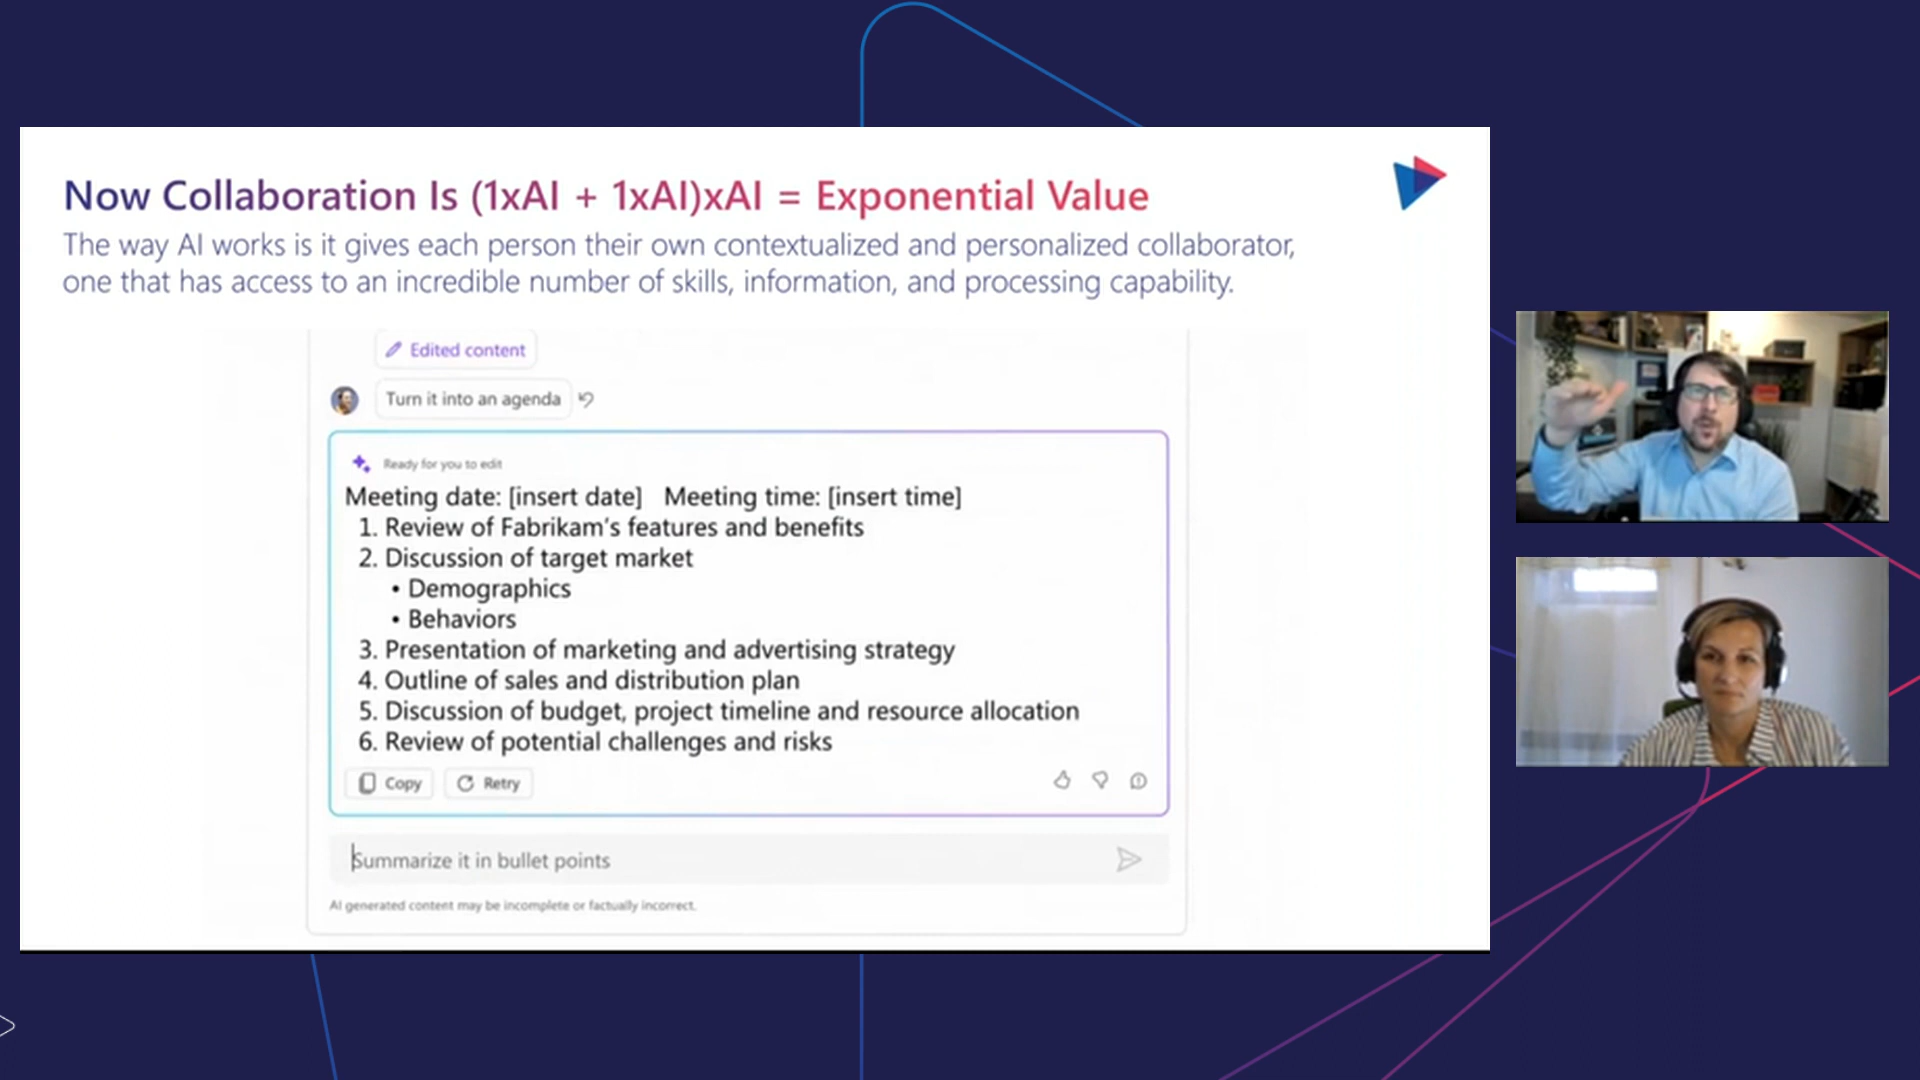 Now Collaboration Is (1xAI + 1xAI)xAI = Exponential Value
The way AI works is it gives each person their own contextualized and personalized collaborator,
one that has access to an incredible number of skills, information, and processing capability.
Edited content
Turn it into an agenda
Ready for you to edit
Meeting date: [insert date] Meeting time: [insert time]
1. Review of Fabrikam's features and benefits
2. Discussion of target market
• Demographics
• Behaviors
3. Presentation of marketing and advertising strategy
4. Outline of sales and distribution plan
5. Discussion of budget, project timeline and resource allocation
6. Review of potential challenges and risks
Copy Retry
Summarize it in bullet points
AI generated content may be incomplete or factually incorrect.